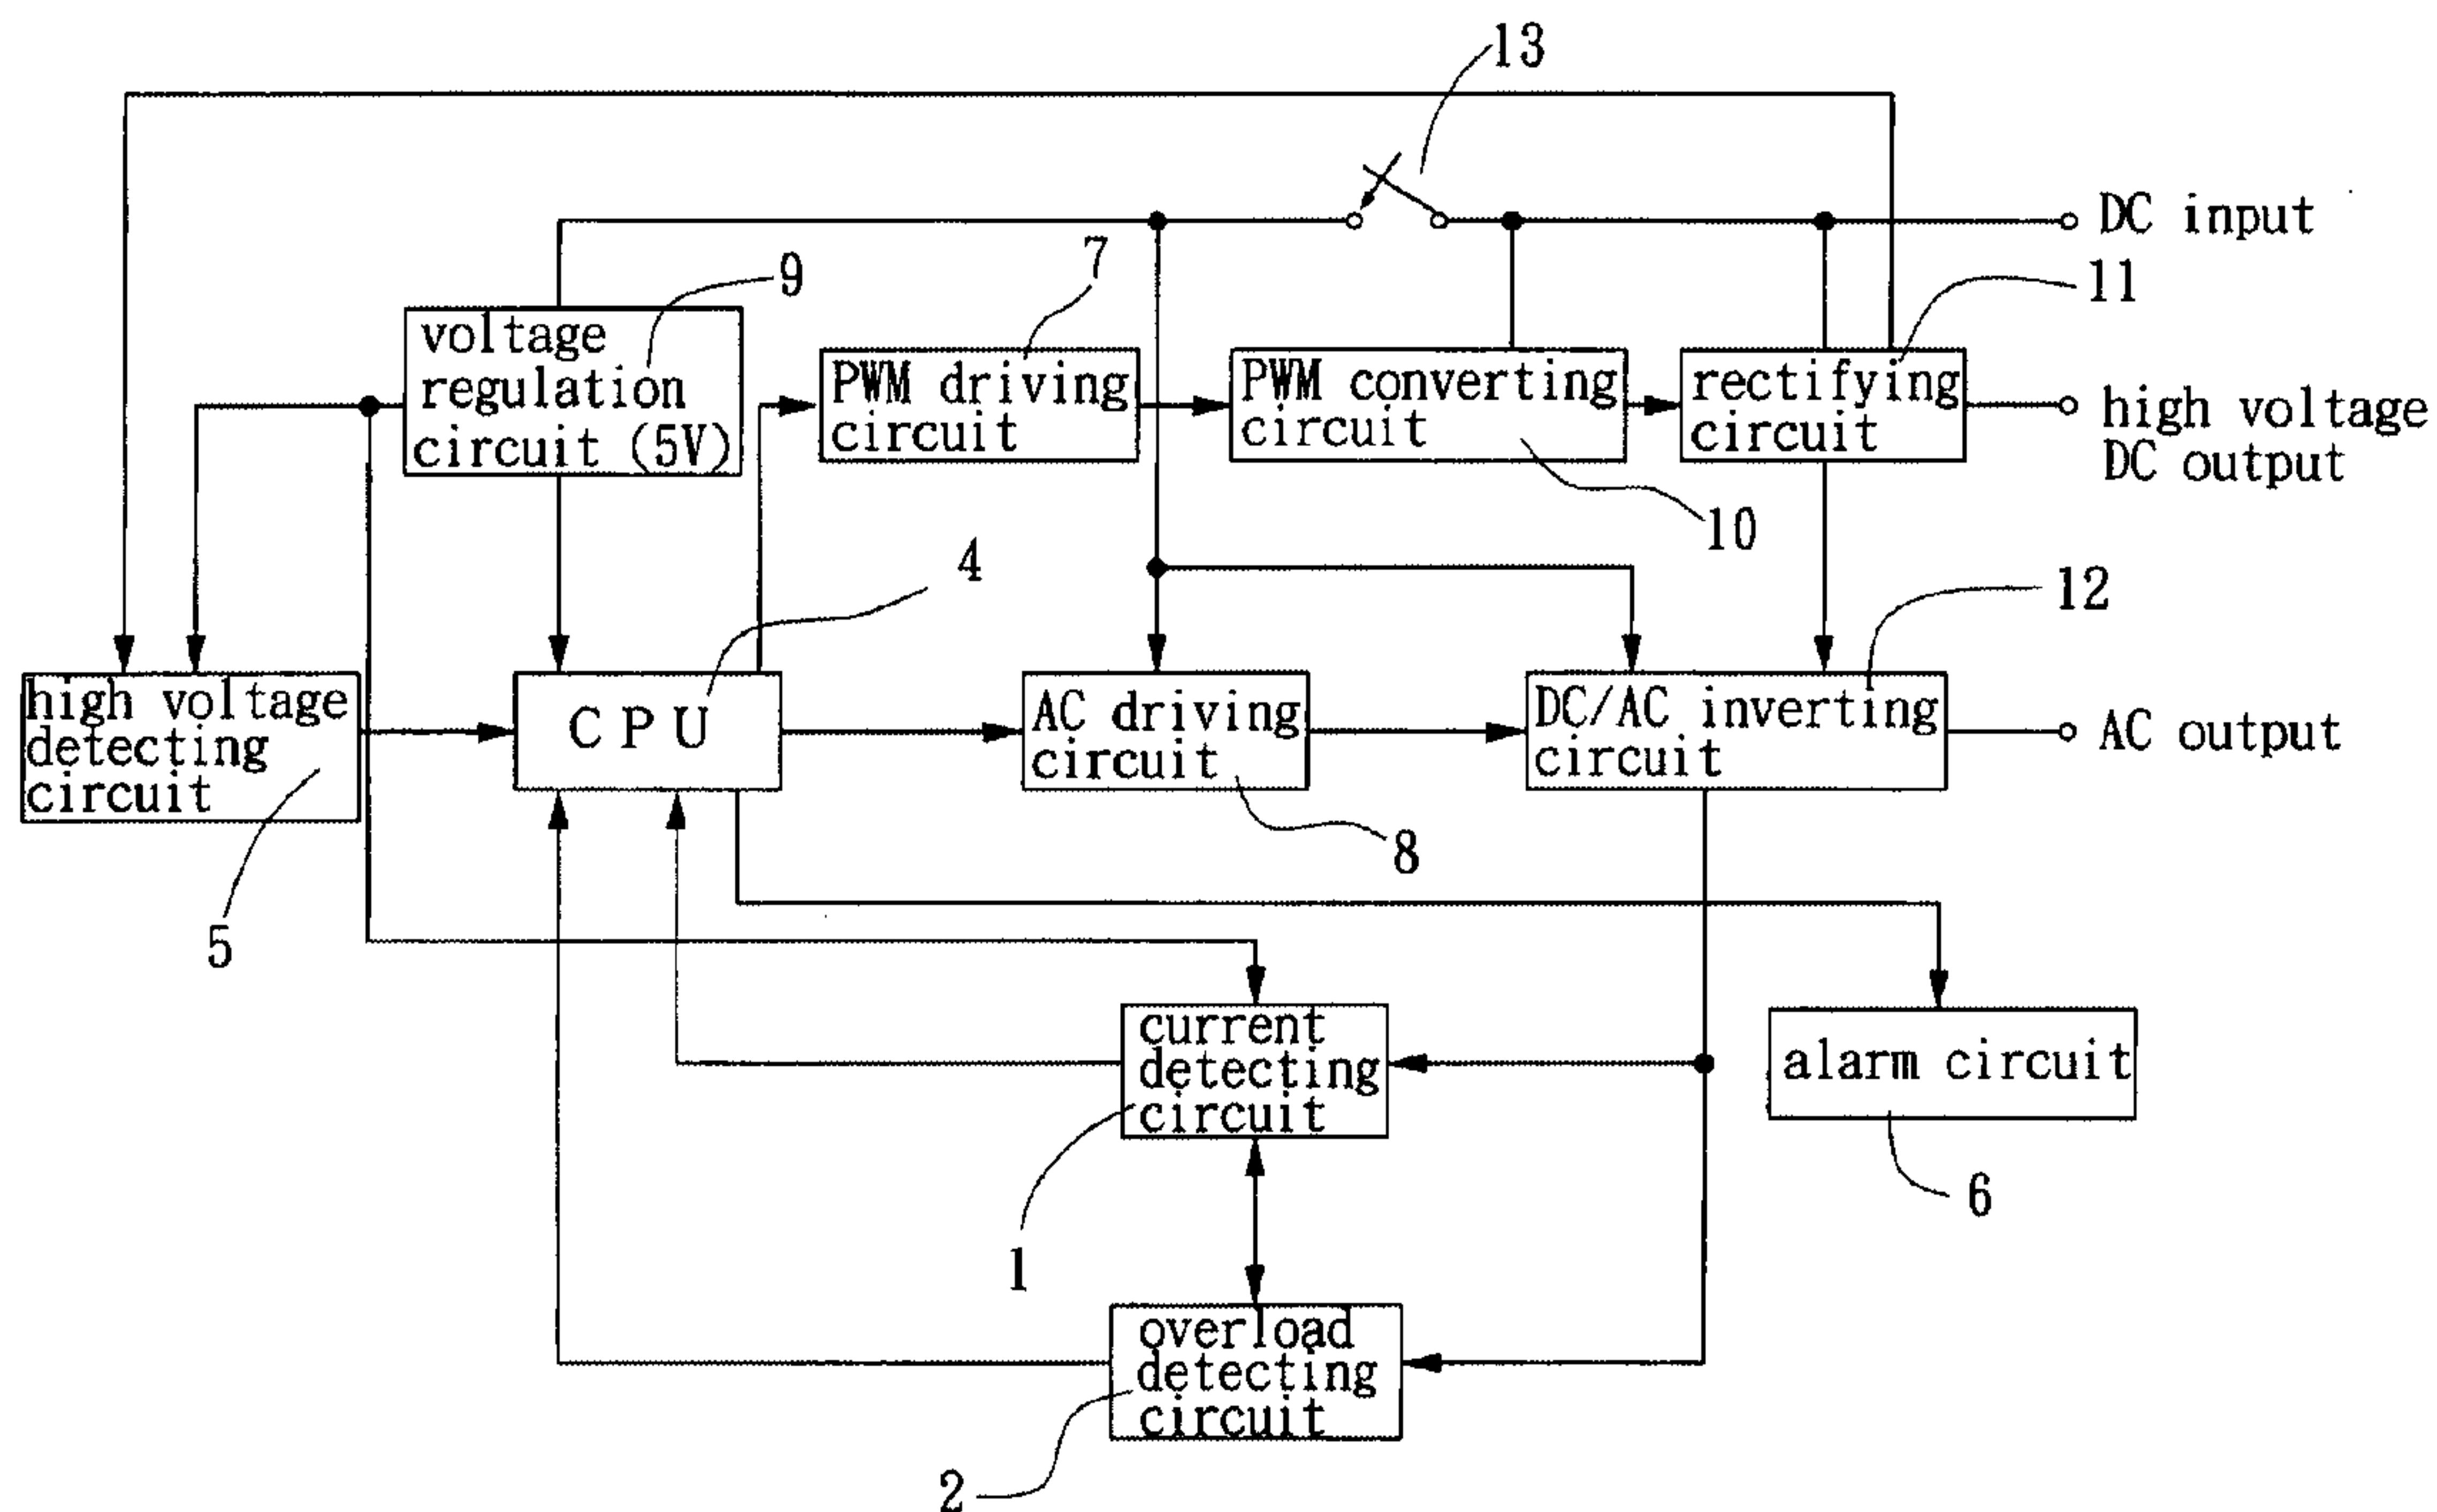 13
DC input
7
9
11
voltage
regulation
circuit (5V)
PWM driving
circuit
PWM converting
circuit
rectifying
circuit
high voltage
DC output
10
4
12
high voltage
detecting
circuit
CPU
AC driving
circuit
DC/AC inverting
circuit
AC output
8
5
current
detecting
circuit
alarm circuit
6
1
overload
detecting
circuit
2